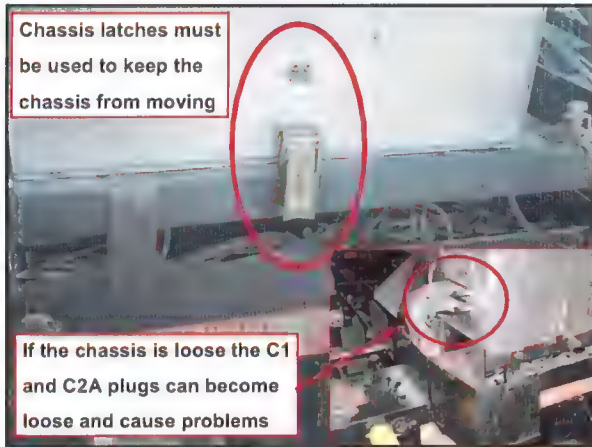 Chassis latches must
be used to keep the
chassis from moving
If the chassis is loose the C1
and C2A plugs can become
loose and cause problems